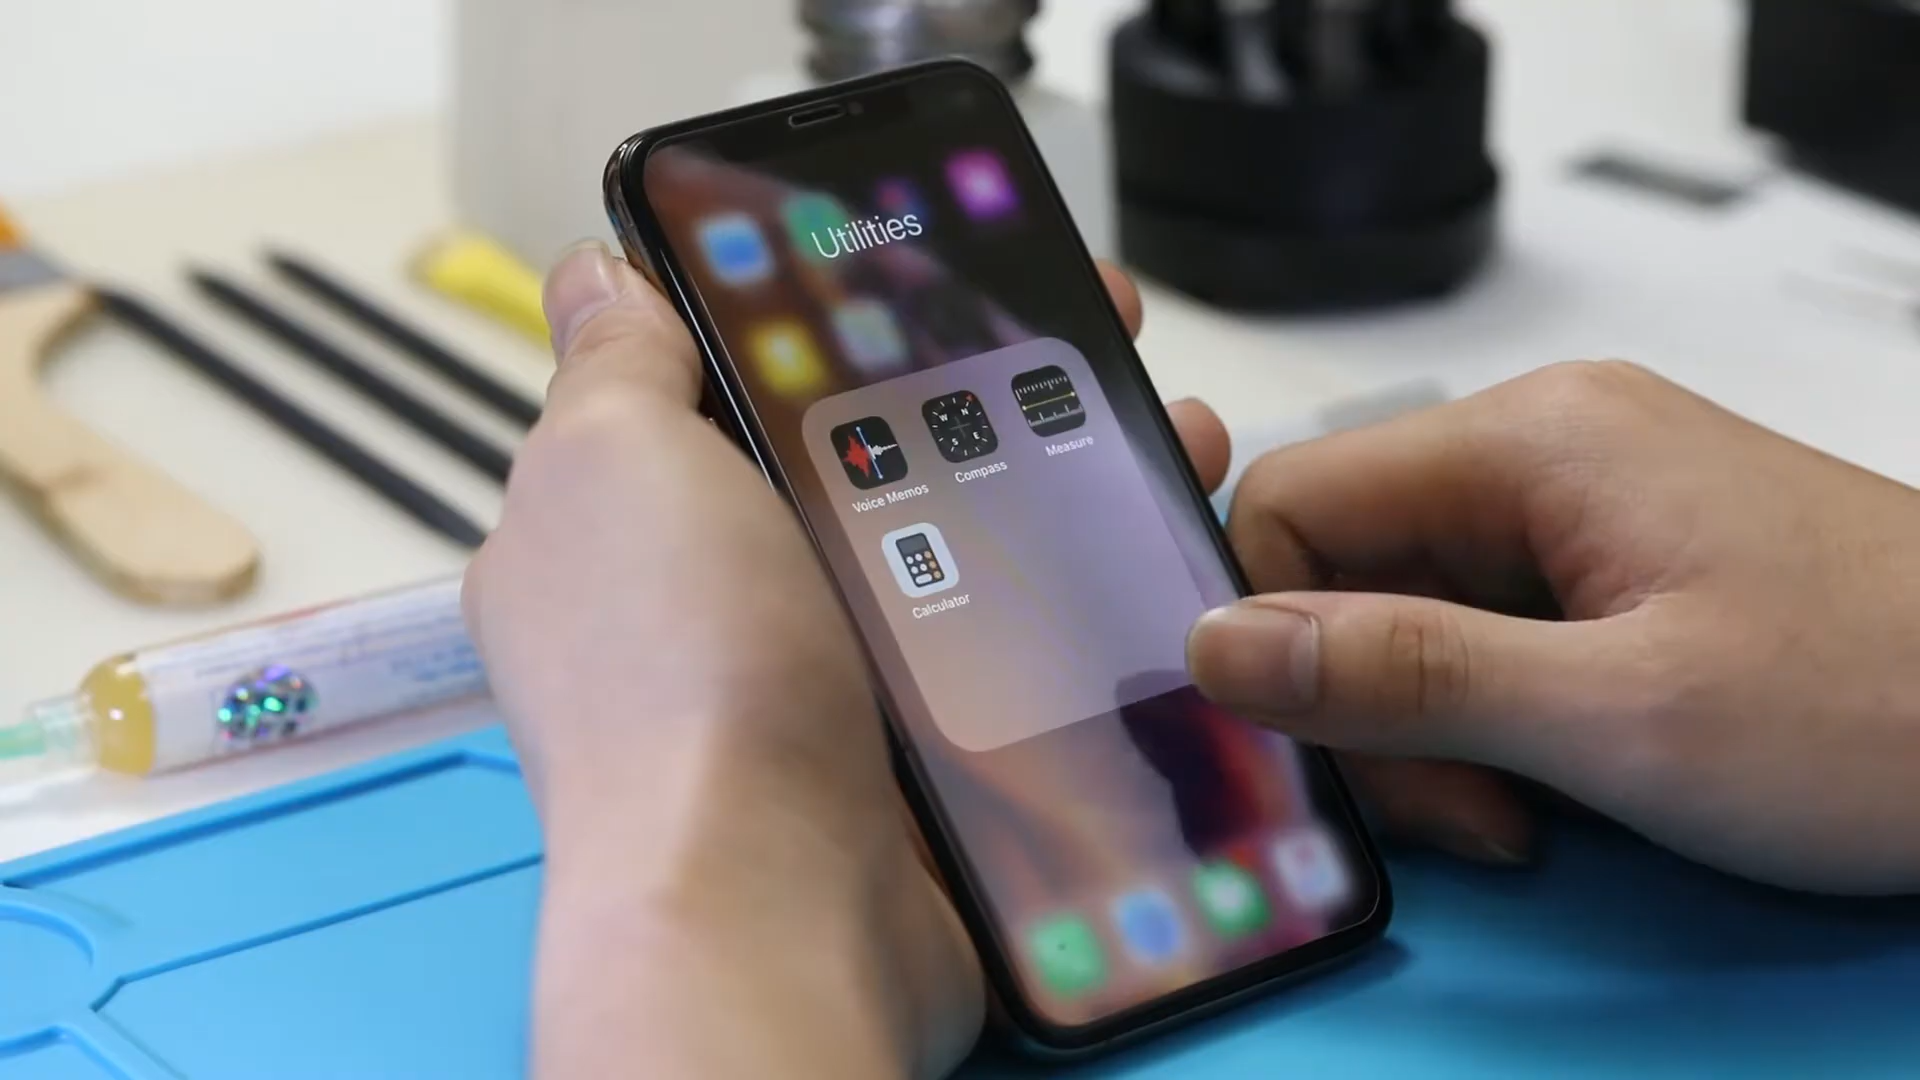 Utilities
Voice Memos
Compass
Measure
W N
S E
Calculator